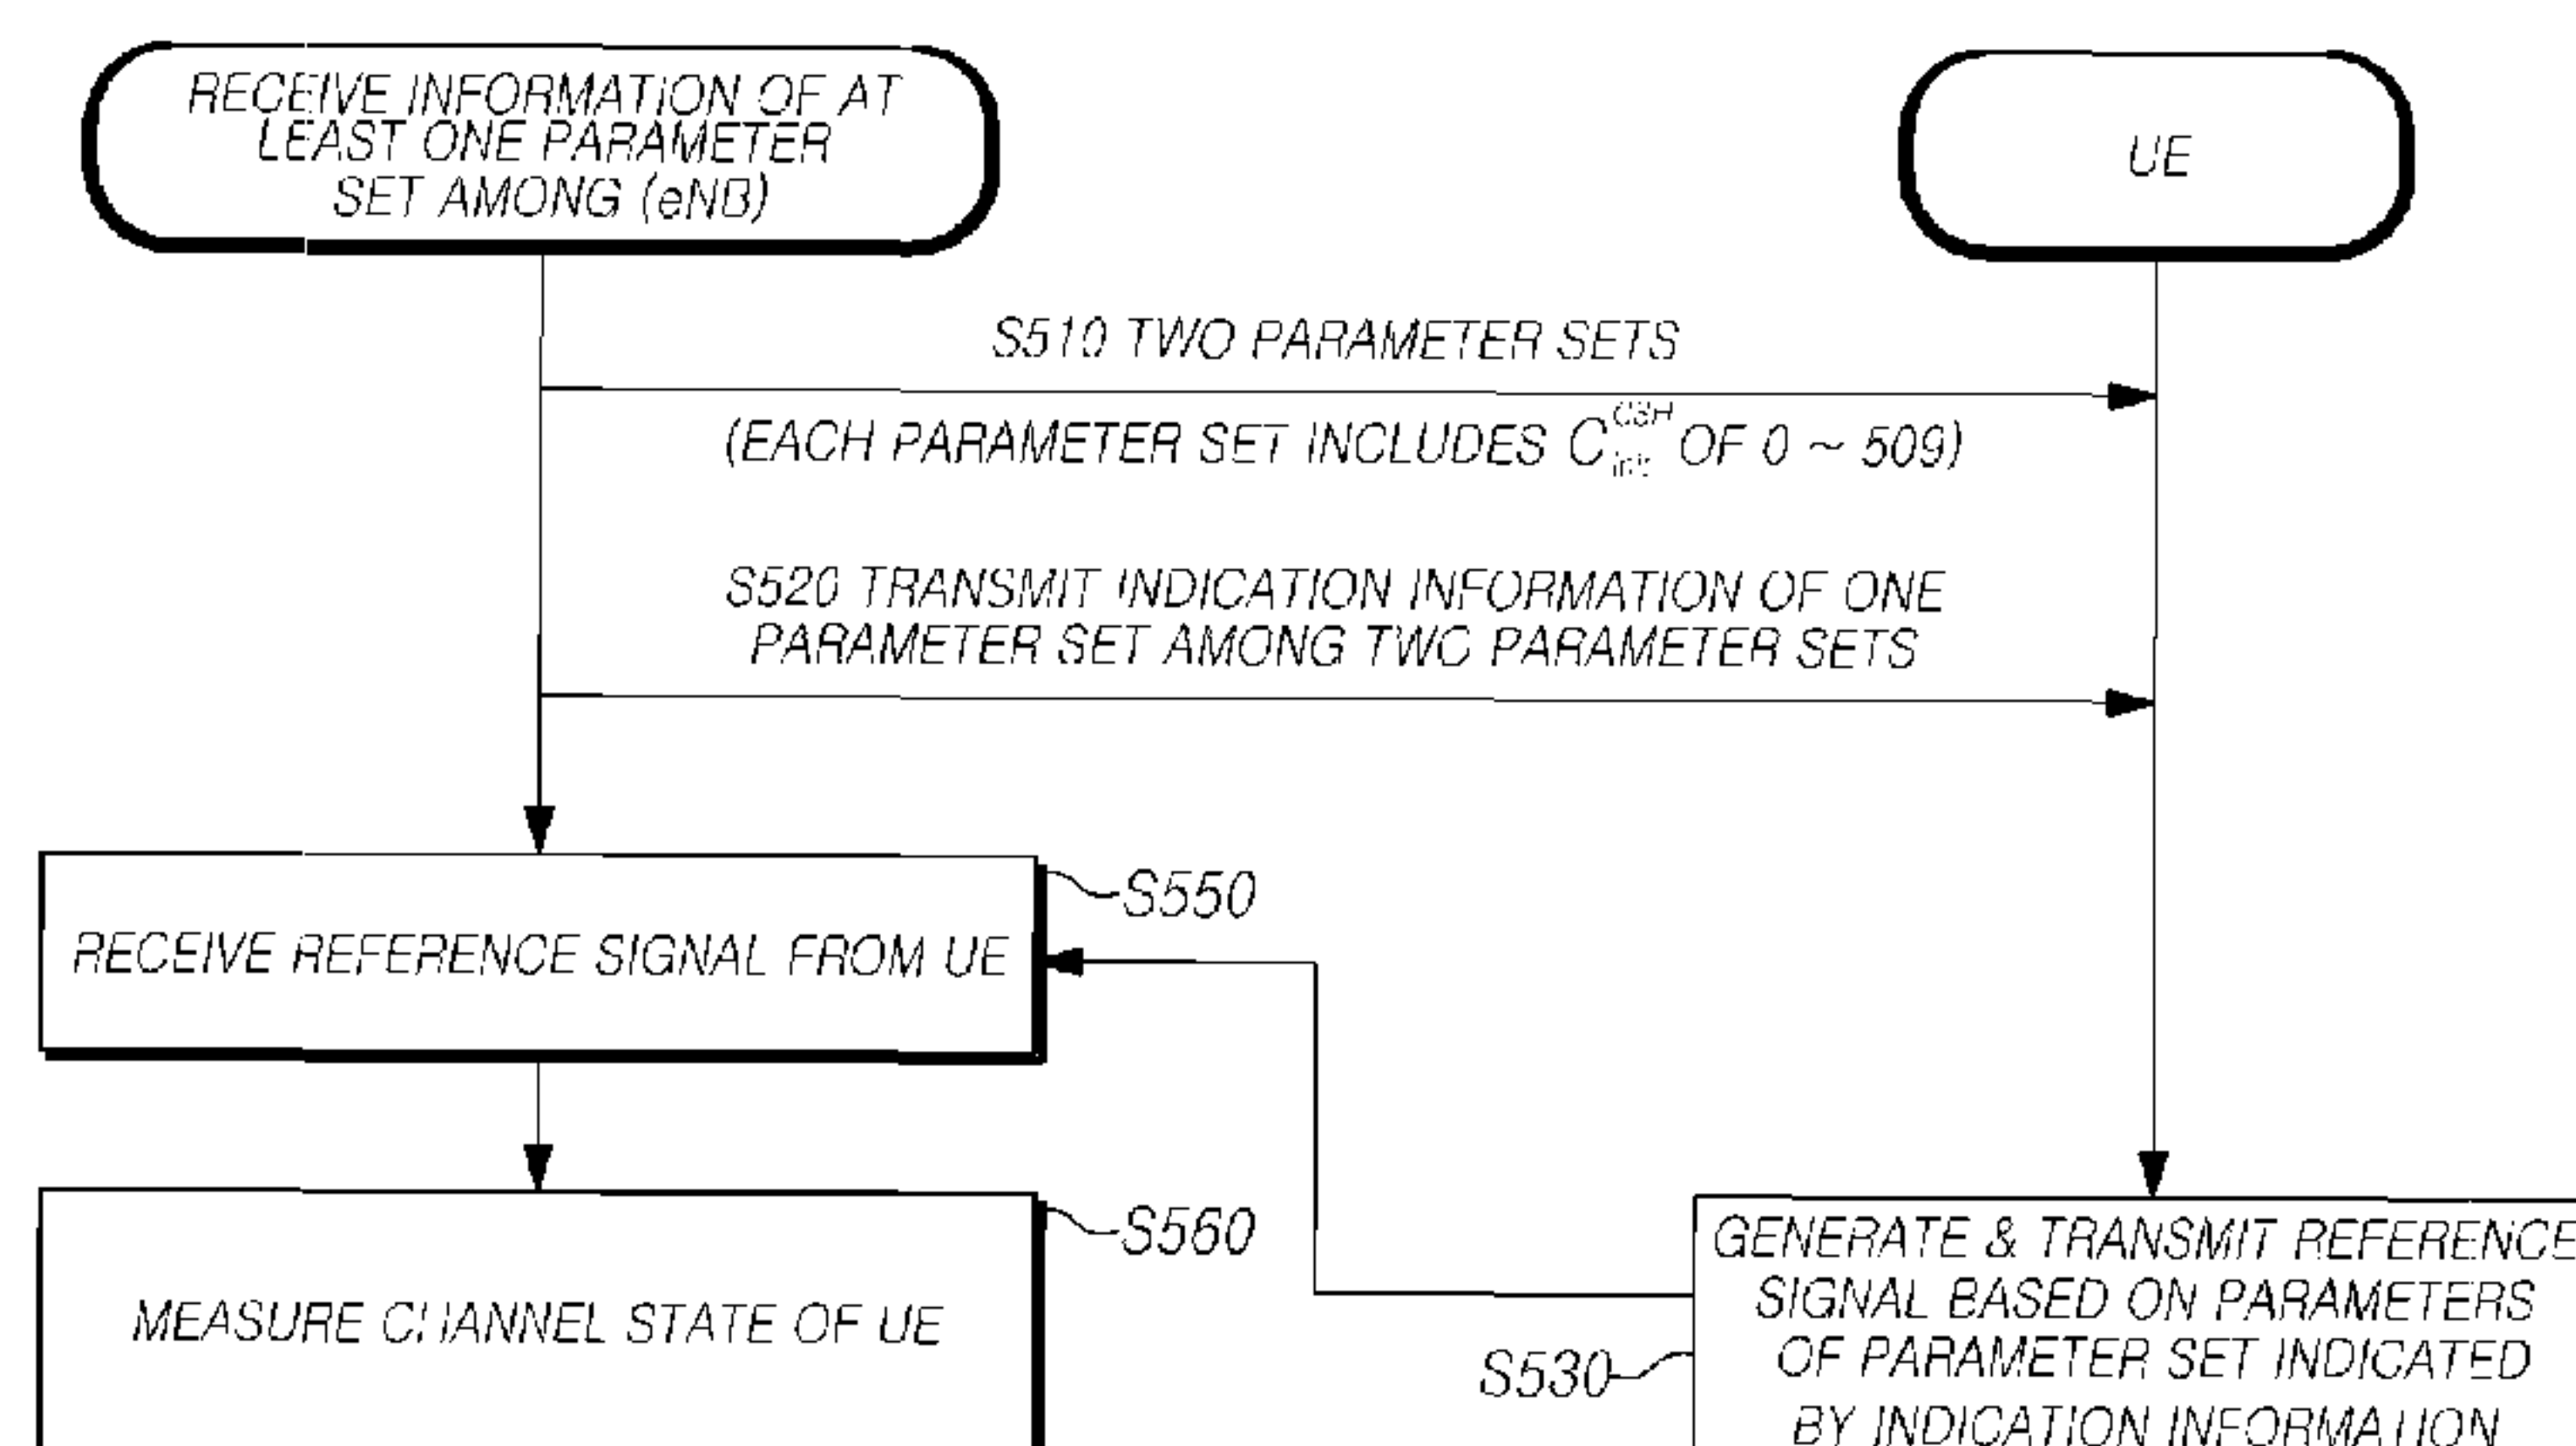 RECEIVE INFORMATION OF AT
LEAST ONE PARAMETER
SET AMONG (eNB)
UE
S510 TWO PARAMETER SETS
(EACH PARAMETER SET INCLUDES C OF 0 ~ 509)
S520 TRANSMIT INDICATION INFORMATION OF ONE
PARAMETER SET AMONG TWO PARAMETER SETS
S550
RECEIVE REFERENCE SIGNAL FROM UE
S560
MEASURE CHANNEL STATE OF UE
GENERATE & TRANSMIT REFERENCE
SIGNAL BASED ON PARAMETERS
OF PARAMETER SET INDICATED
BY INDICATION INFORMATION
S530